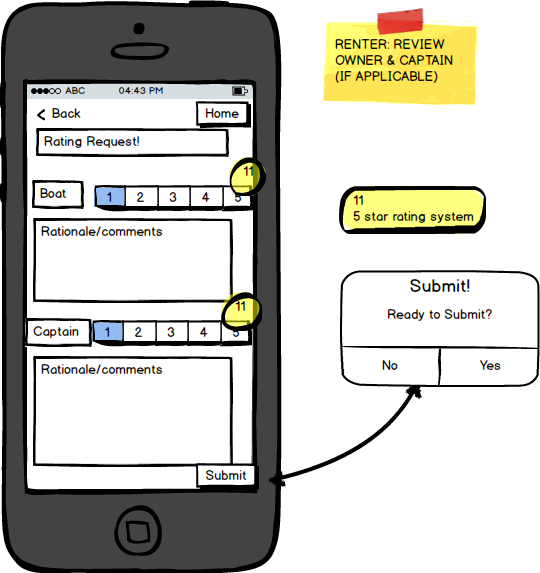 RENTER: REVIEW
OWNER & CAPTAIN
(IF APPLICABLE)
ABC 04:43 PM
Back Home
Rating Request!
11
Boat 1 2 3 4 5
Rationale/comments
11
Captain 1 2 3 4 5
Rationale/comments
Submit
11
5 star rating system
Submit!
Ready to Submit?
No Yes